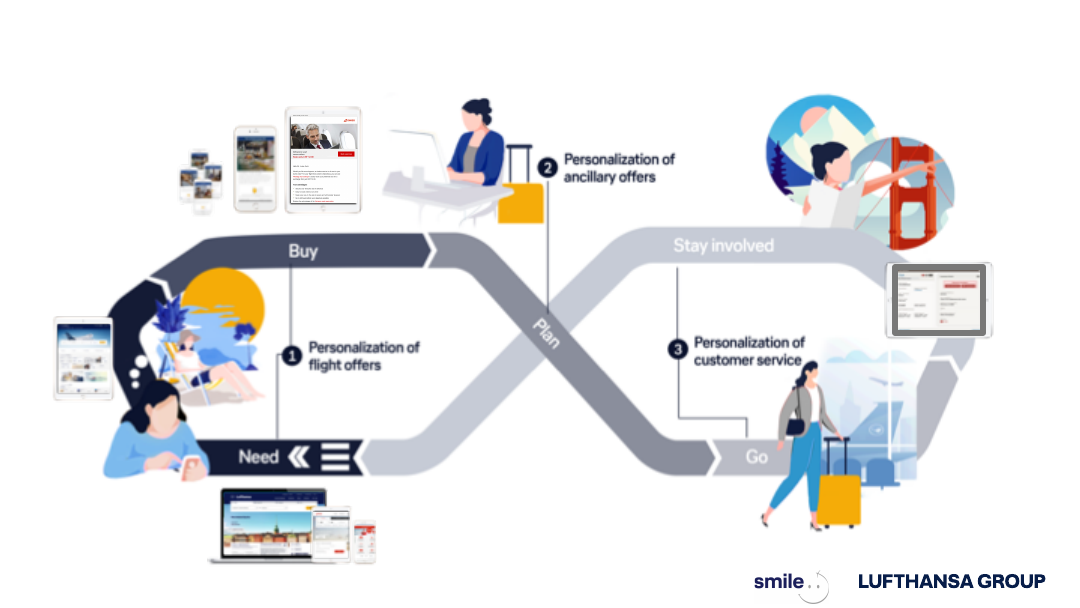 2
Personalization of
ancillary offers
Buy
Stay involved
Plan
1
Personalization of
flight offers
3
Personalization of
customer service
Need
Go
smile
LUFTHANSA GROUP